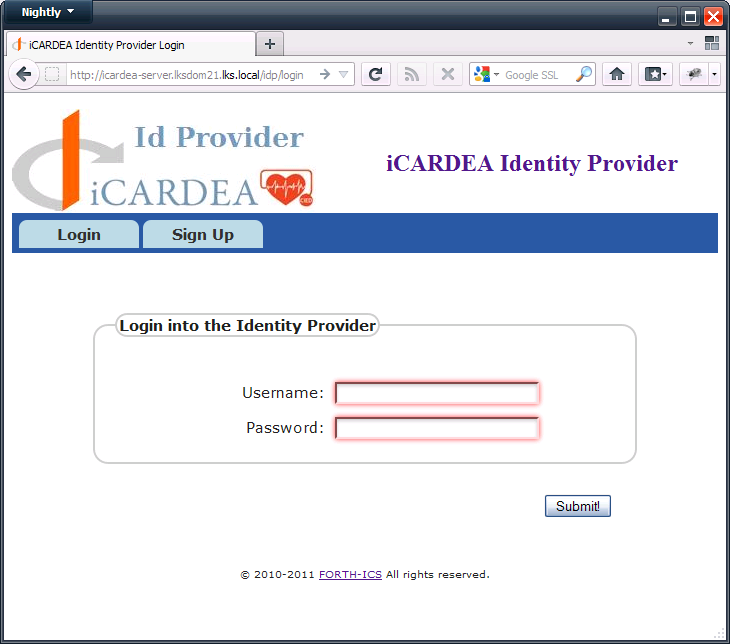 Nightly
iCARDEA Identity Provider Login
http://icardea-server.lksdom21.lks.local/idp/login
Google SSL
Id Provider
iCARDEA
CIED
iCARDEA Identity Provider
Login
Sign Up
Login into the Identity Provider
Username:
Password:
Submit!
© 2010-2011 FORTH-ICS All rights reserved.